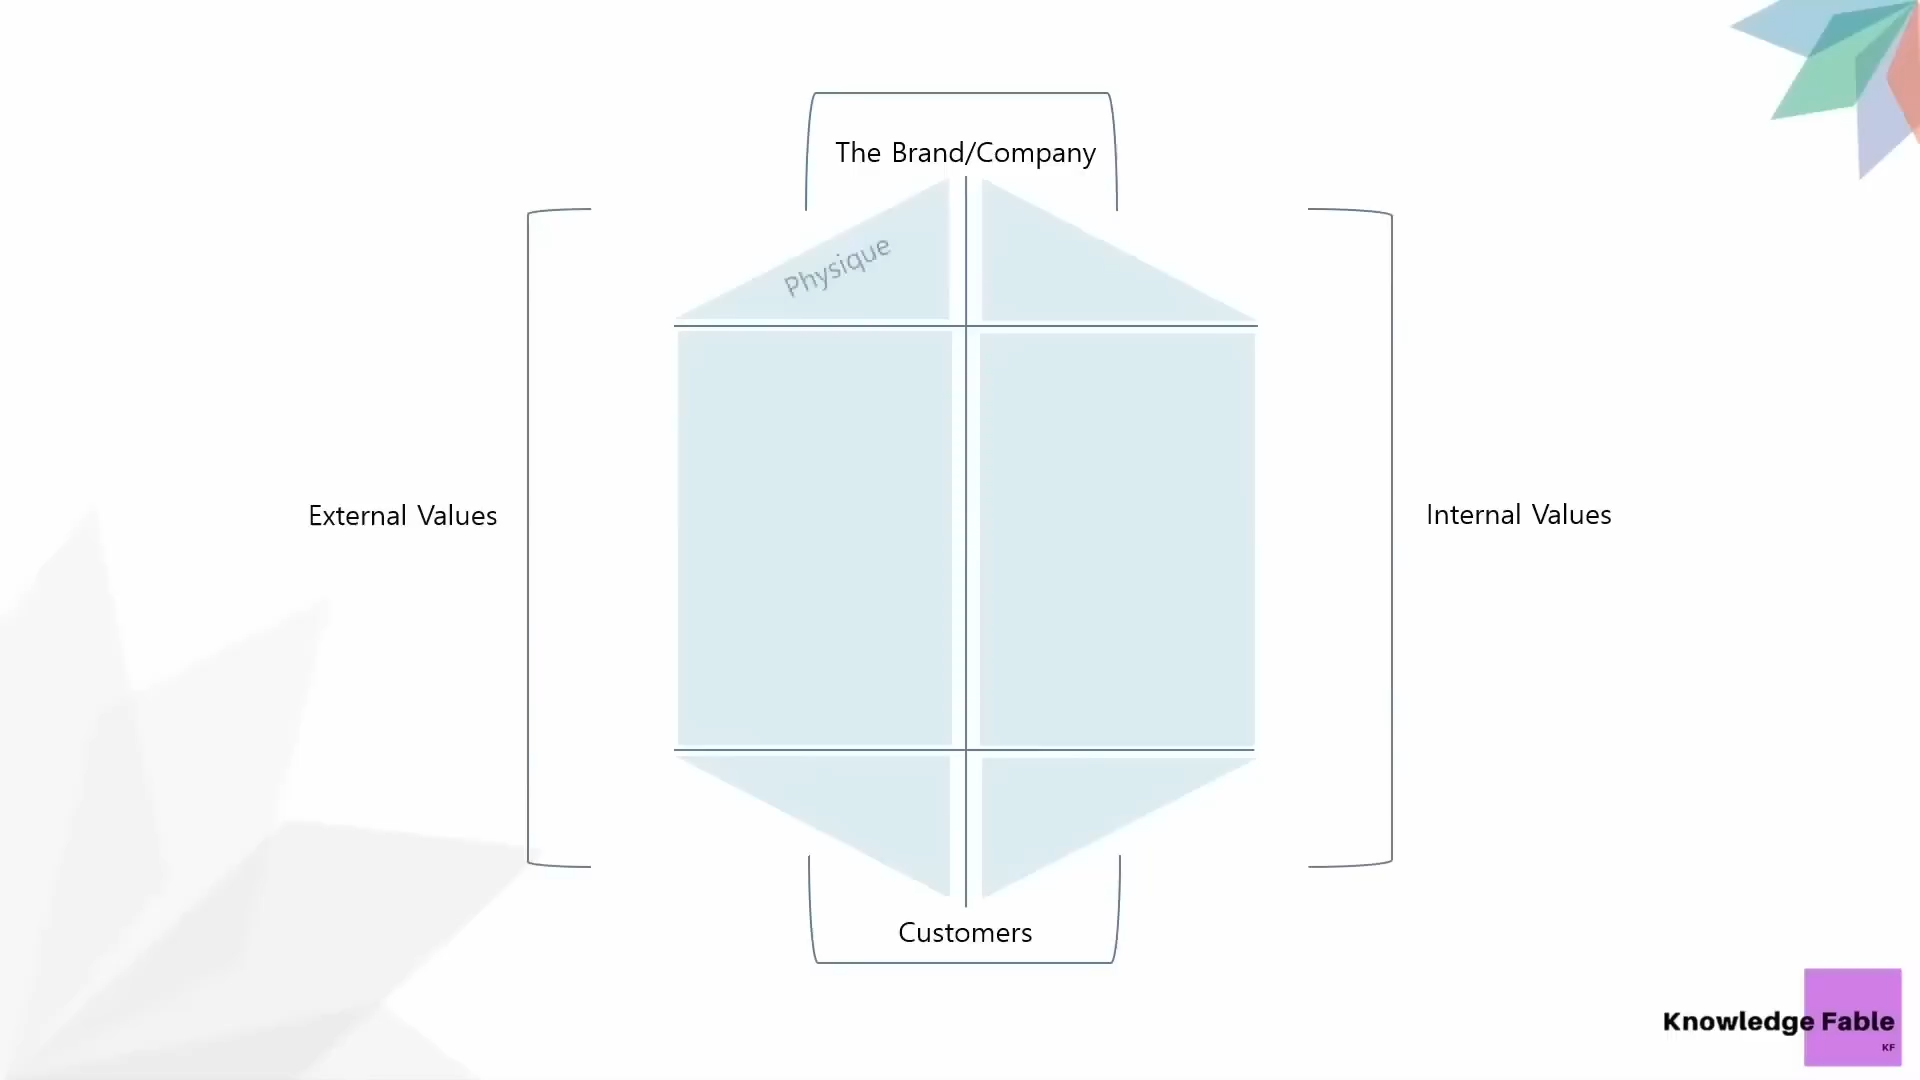 The Brand/Company
Physique
External Values
Internal Values
Customers
Knowledge Fable
KF